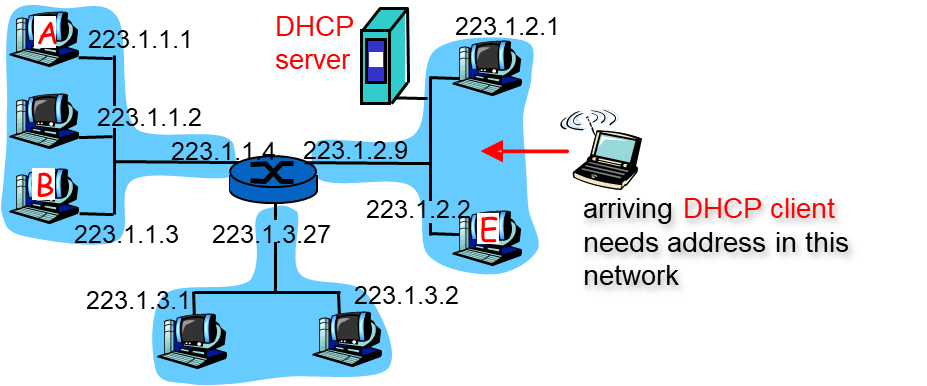 A
223.1.1.1
DHCP
server
223.1.2.1
223.1.1.2
223.1.1.4
223.1.2.9
B
223.1.1.3
223.1.3.27
223.1.2.2
E
arriving DHCP client
needs address in this
network
223.1.3.1
223.1.3.2